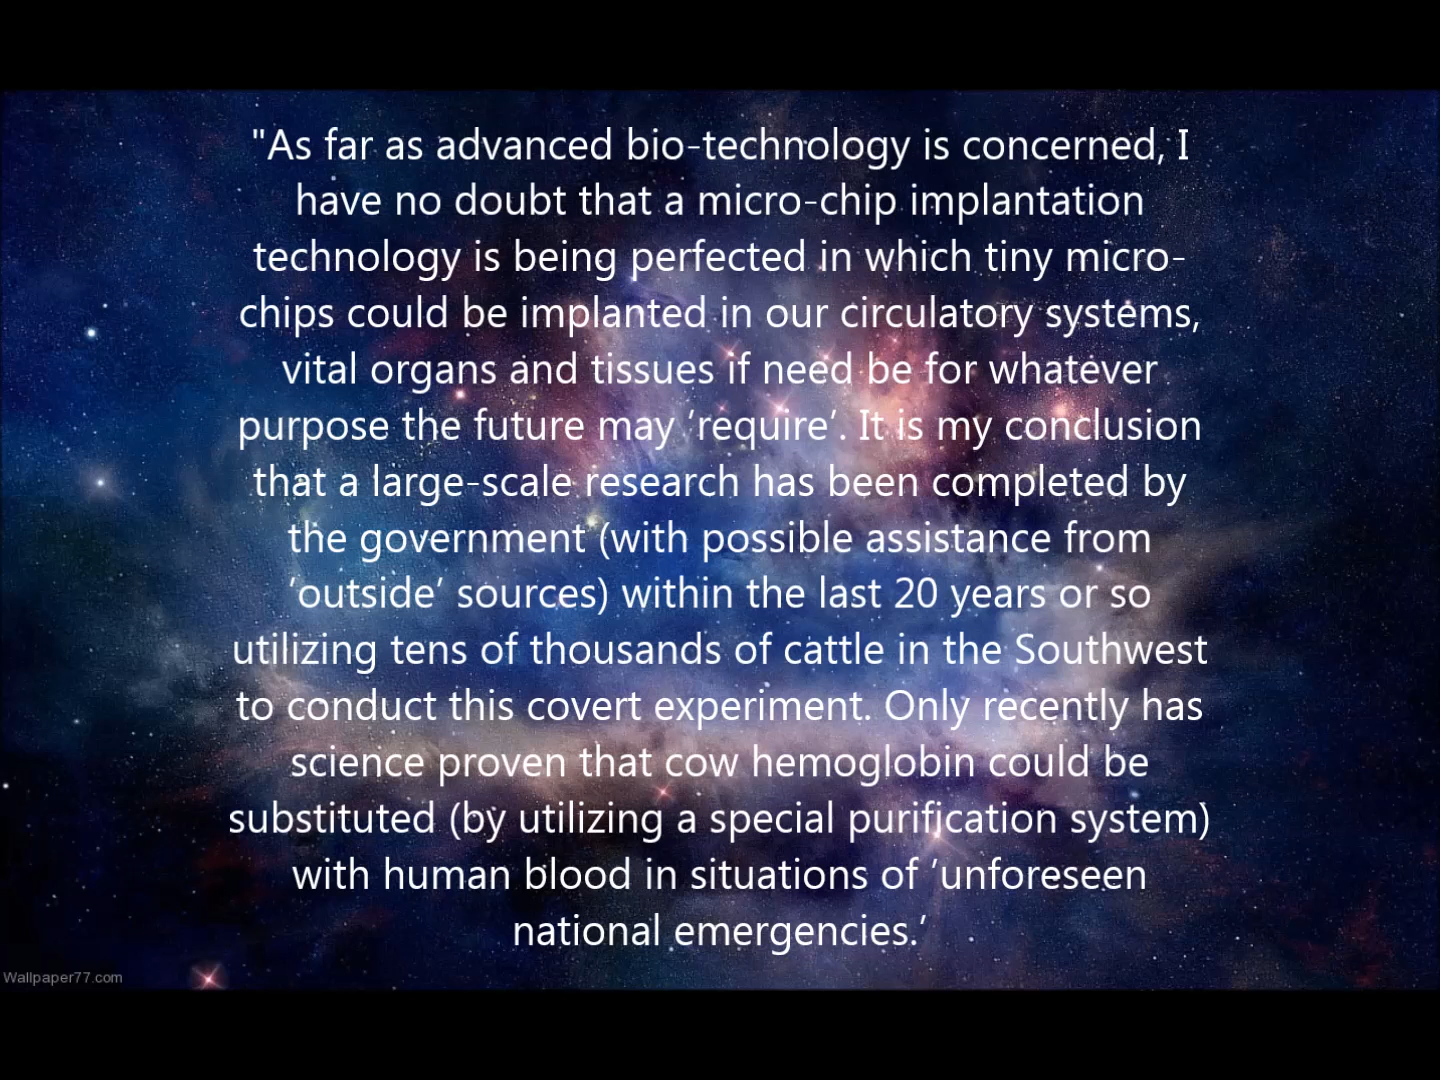 "As far as advanced bio-technology is concerned, I
have no doubt that a micro-chip implantation
technology is being perfected in which tiny micro-
chips could be implanted in our circulatory systems,
vital organs and tissues if need be for whatever
purpose the future may ‘require’. It is my conclusion
that a large-scale research has been completed by
the government (with possible assistance from
‘outside’ sources) within the last 20 years or so
utilizing tens of thousands of cattle in the Southwest
to conduct this covert experiment. Only recently has
science proven that cow hemoglobin could be
substituted (by utilizing a special purification system)
with human blood in situations of ‘unforeseen
national emergencies.’
Wallpaper77.com